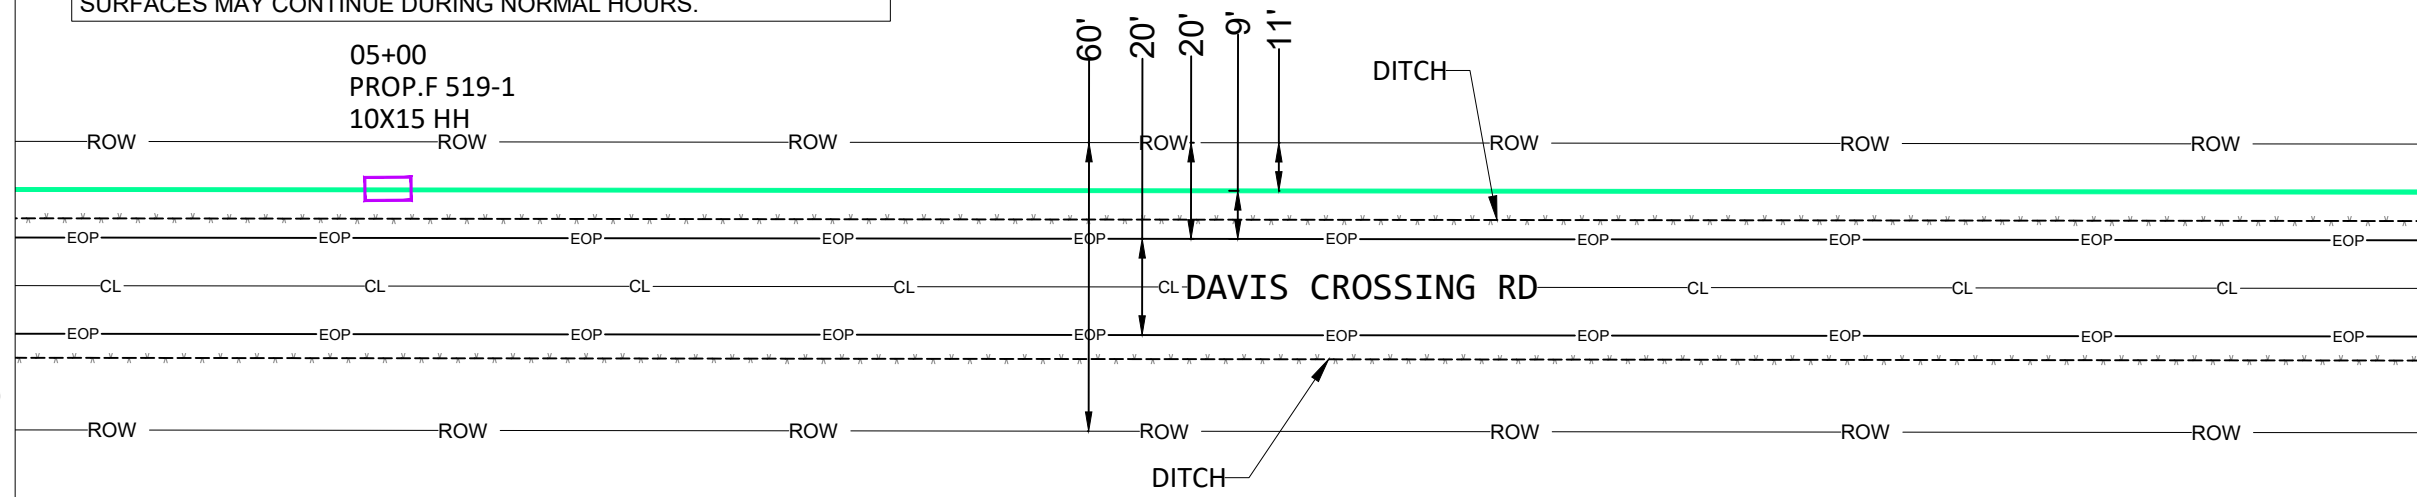 SURFACES MAY CONTINUE DURING NORMAL HOURS.
60' 20' 20' 9' 11'
05+00
PROP.F 519-1
10X15 HH
DITCH
ROW ROW ROW ROW ROW ROW ROW
EOP EOP EOP EOP EOP EOP EOP EOP EOP EOP
CL CL CL CL CL DAVIS CROSSING RD CL CL CL
EOP EOP EOP EOP EOP EOP EOP EOP EOP EOP
ROW ROW ROW ROW ROW ROW ROW
DITCH